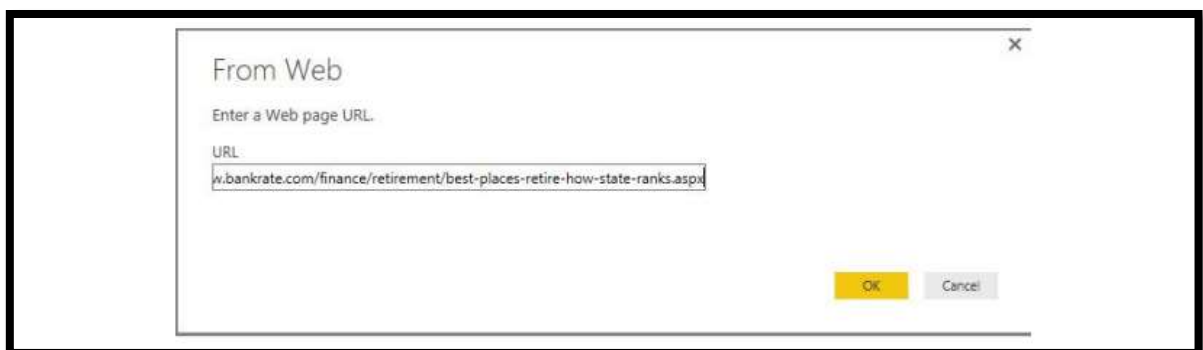 From Web
Enter a Web page URL.
URL
w.bankrate.com/finance/retirement/best-places-retire-how-state-ranks.aspx
OK Cancel